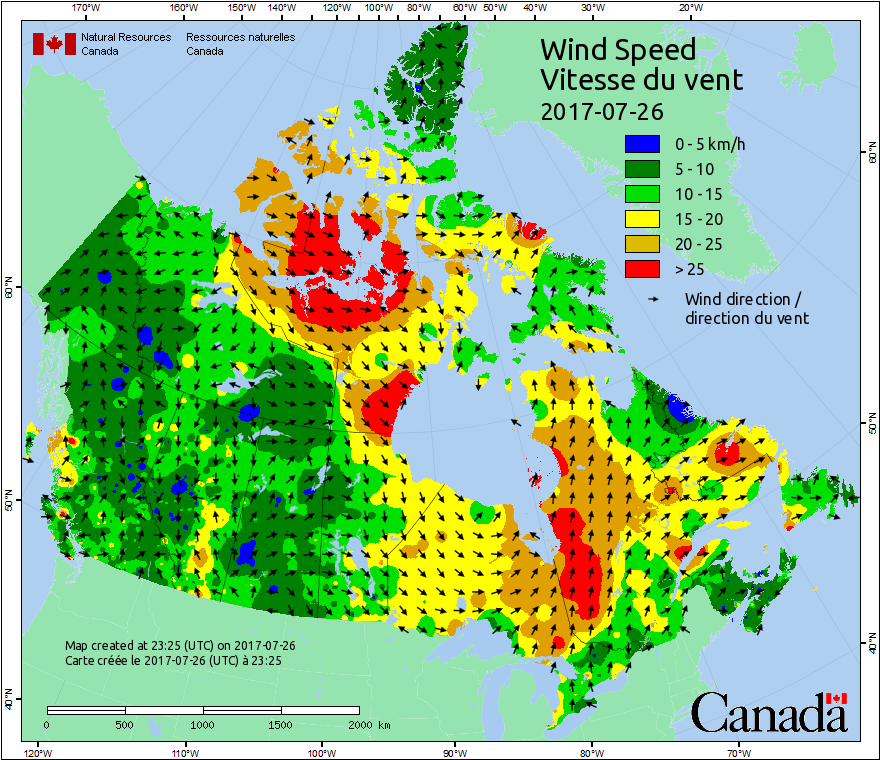 170°W 160°W 150°W 140°W 130°W 120°W 110°W 100°W 90°W 80°W 70°W 60°W 50°W 40°W 30°W 20°W
Natural Resources Canada
Ressources naturelles Canada
Wind Speed
Vitesse du vent
2017-07-26
0 - 5 km/h
5 - 10
10 - 15
15 - 20
20 - 25
> 25
Wind direction /
direction du vent
60°N
60°N
50°N
50°N
40°N
40°N
Map created at 23:25 (UTC) on 2017-07-26
Carte créée le 2017-07-26 (UTC) à 23:25
0 500 1000 1500 2000 km
Canada
120°W 110°W 100°W 90°W 80°W 70°W